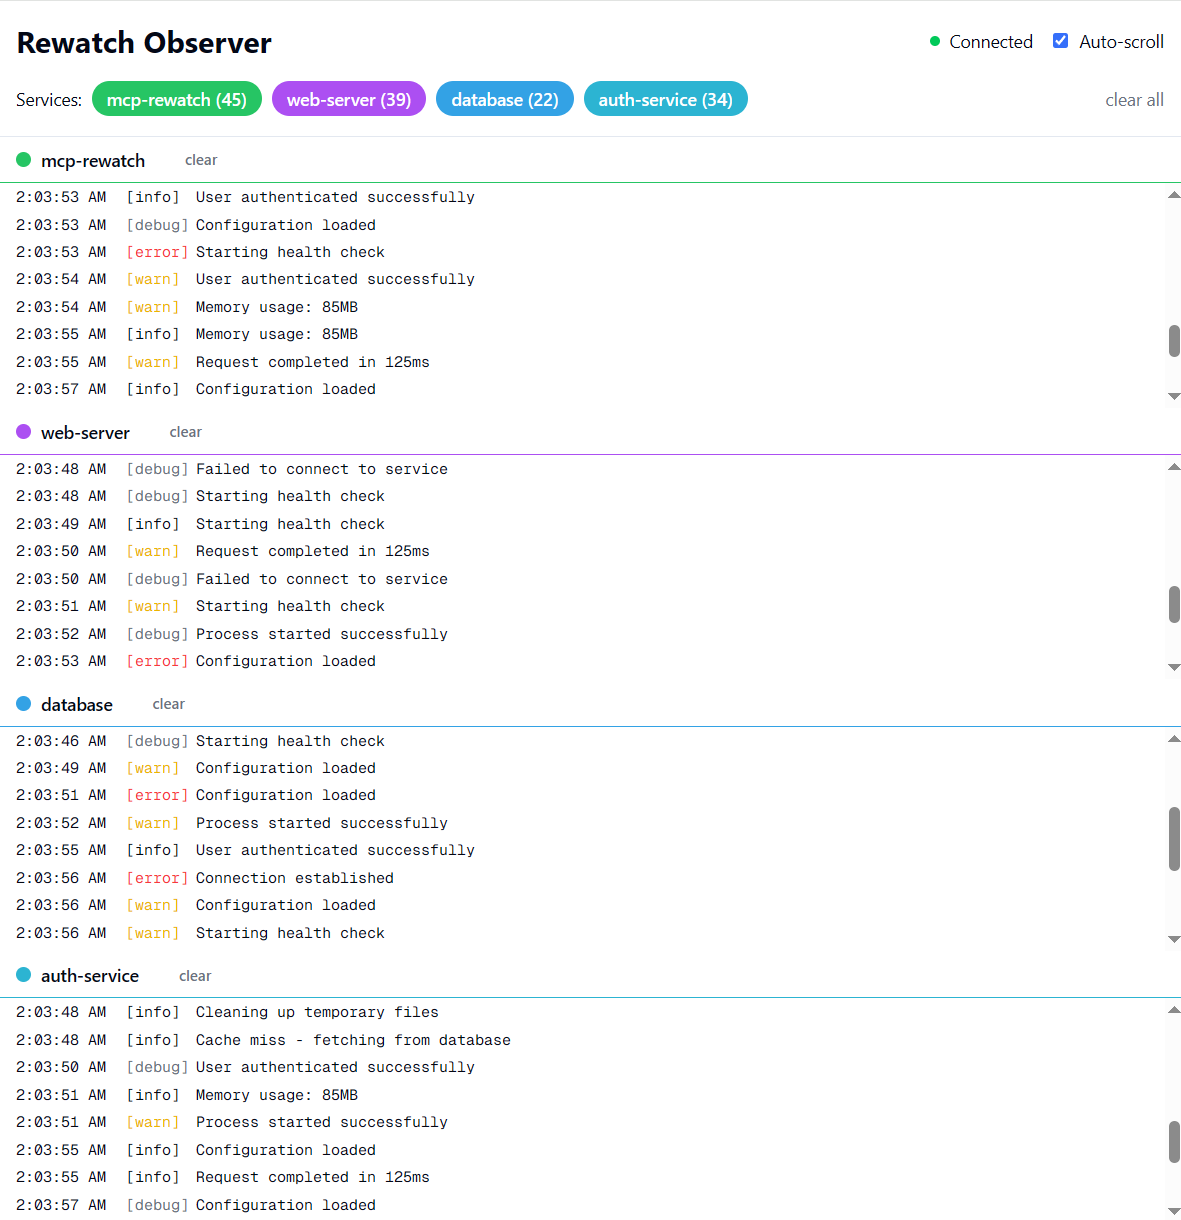 Rewatch Observer
Connected Auto-scroll
Services: mcp-rewatch (45) web-server (39) database (22) auth-service (34) clear all
mcp-rewatch clear
2:03:53 AM [info] User authenticated successfully
2:03:53 AM [debug] Configuration loaded
2:03:53 AM [error] Starting health check
2:03:54 AM [warn] User authenticated successfully
2:03:54 AM [warn] Memory usage: 85MB
2:03:55 AM [info] Memory usage: 85MB
2:03:55 AM [warn] Request completed in 125ms
2:03:57 AM [info] Configuration loaded
web-server clear
2:03:48 AM [debug] Failed to connect to service
2:03:48 AM [debug] Starting health check
2:03:49 AM [info] Starting health check
2:03:50 AM [warn] Request completed in 125ms
2:03:50 AM [debug] Failed to connect to service
2:03:51 AM [warn] Starting health check
2:03:52 AM [debug] Process started successfully
2:03:53 AM [error] Configuration loaded
database clear
2:03:46 AM [debug] Starting health check
2:03:49 AM [warn] Configuration loaded
2:03:51 AM [error] Configuration loaded
2:03:52 AM [warn] Process started successfully
2:03:55 AM [info] User authenticated successfully
2:03:56 AM [error] Connection established
2:03:56 AM [warn] Configuration loaded
2:03:56 AM [warn] Starting health check
auth-service clear
2:03:48 AM [info] Cleaning up temporary files
2:03:48 AM [info] Cache miss - fetching from database
2:03:50 AM [debug] User authenticated successfully
2:03:51 AM [info] Memory usage: 85MB
2:03:51 AM [warn] Process started successfully
2:03:55 AM [info] Configuration loaded
2:03:55 AM [info] Request completed in 125ms
2:03:57 AM [debug] Configuration loaded